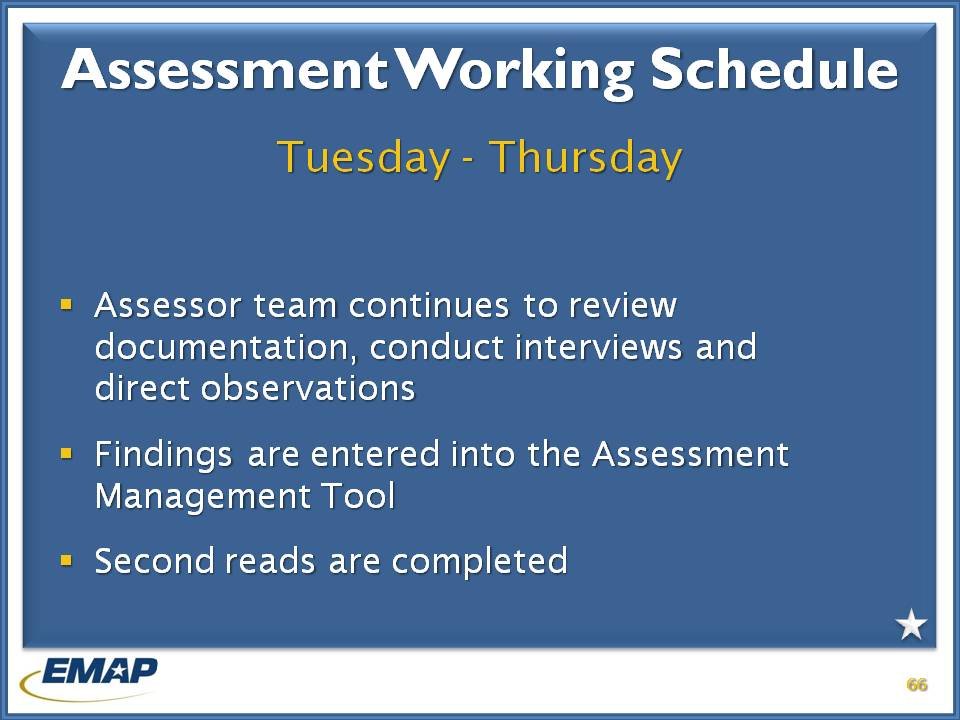 Assessment Working Schedule
Tuesday - Thursday
▪ Assessor team continues to review
documentation, conduct interviews and
direct observations
▪ Findings are entered into the Assessment
Management Tool
▪ Second reads are completed
EMAP
66